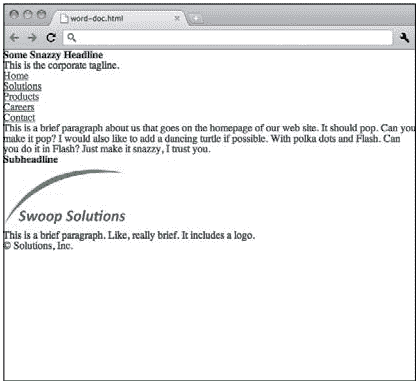 word-doc.html
Some Snazzy Headline
This is the corporate tagline.
Home
Solutions
Products
Careers
Contact
This is a brief paragraph about us that goes on the homepage of our web site. It should pop. Can you
make it pop? I would also like to add a dancing turtle if possible. With polka dots and Flash. Can
you do it in Flash? Just make it snazzy, I trust you.
Subheadline
Swoop Solutions
This is a brief paragraph. Like, really brief. It includes a logo.
© Solutions, Inc.